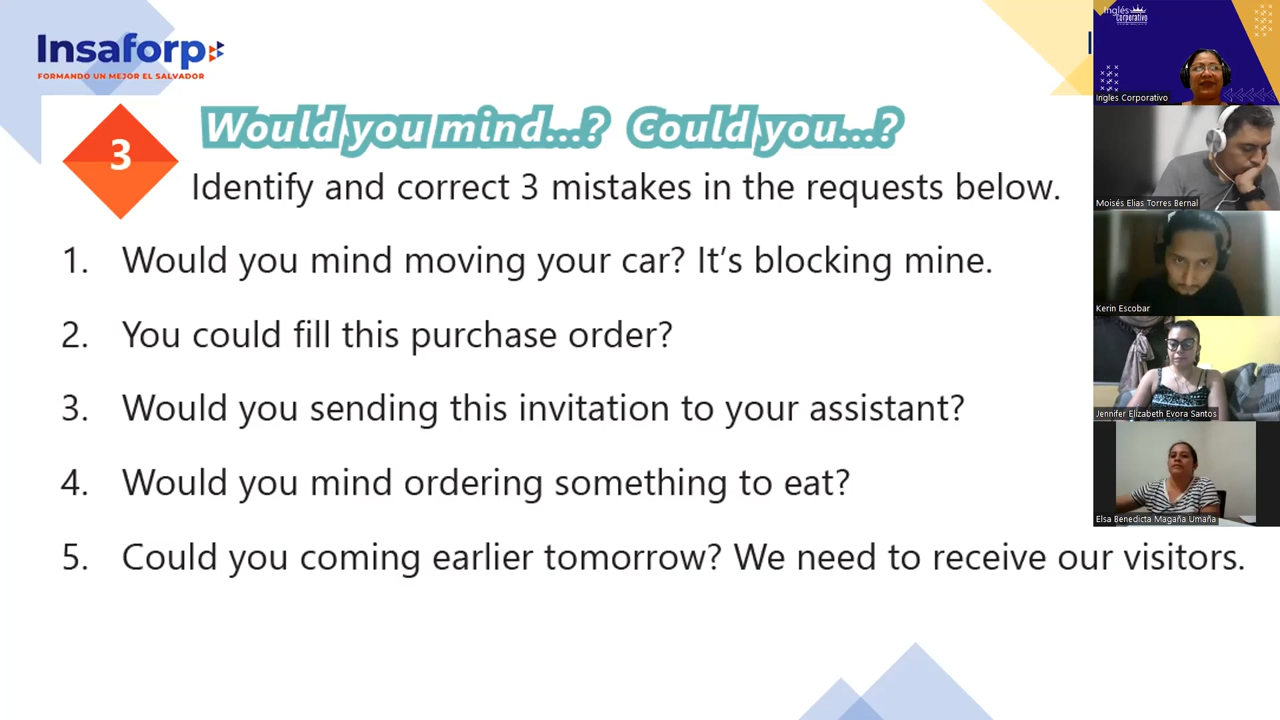 Insaforp
FORMANDO UN MEJOR EL SALVADOR
3
Would you mind...? Could you...?
Identify and correct 3 mistakes in the requests below.
1. Would you mind moving your car? It’s blocking mine.
2. You could fill this purchase order?
3. Would you sending this invitation to your assistant?
4. Would you mind ordering something to eat?
5. Could you coming earlier tomorrow? We need to receive our visitors.
Inglés
Corporativo
Ingles Corporativo
Moisés Elias Torres Bernal
Kerin Escobar
Jennifer Elizabeth Evora Santos
Elsa Benedicta Magaña Umaña